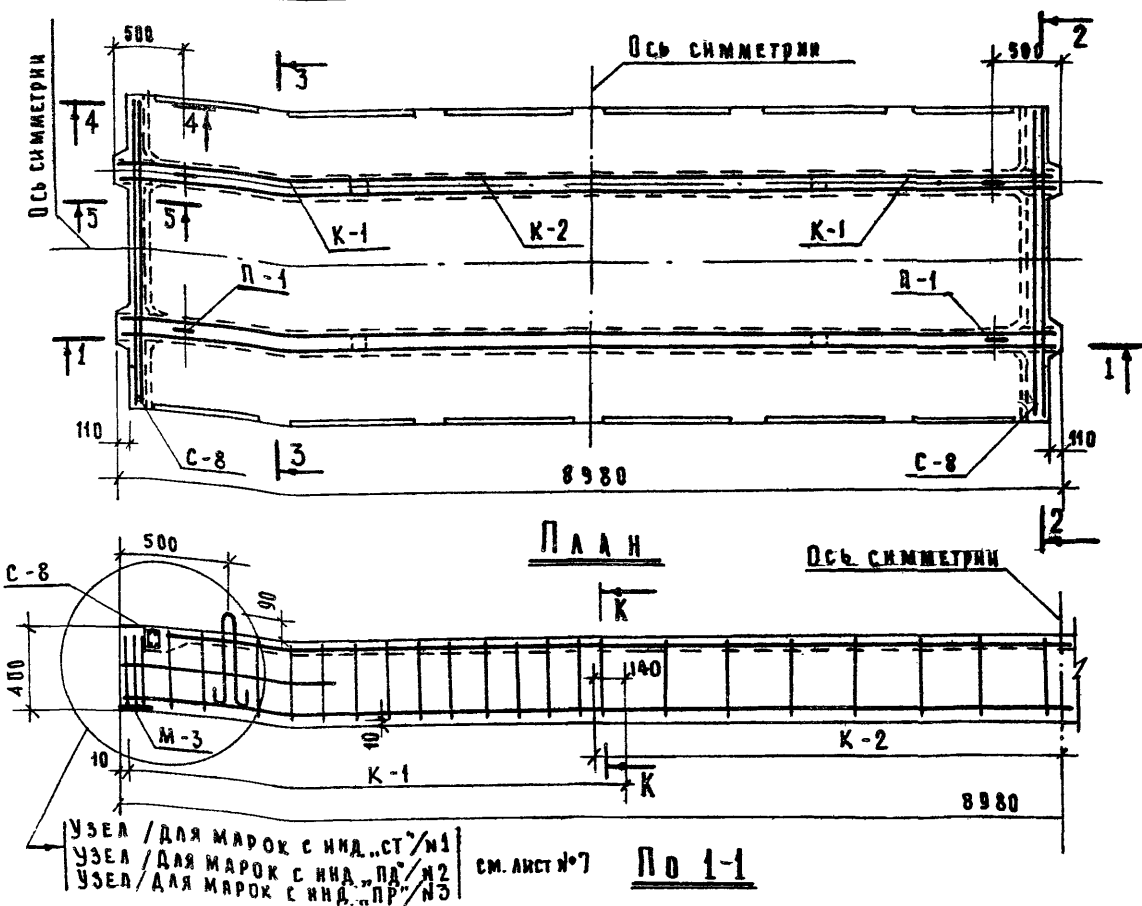 500
Ось симметрии
2
500
3
4
4
Ось симметрии
5
5
К-1
К-2
К-1
П-1
П-1
1
1
110
С-8
3
8980
С-8
110
2
План
500
С-8
90
К
Ось симметрии
400
140
М-3
10
10
К-1
К-2
К
8980
Узел /для марок с инд. „СТ“/ №1
Узел /для марок с инд. „ПД“/ №2
Узел /для марок с инд. „ПР“/ №3
см. лист №7
По 1-1